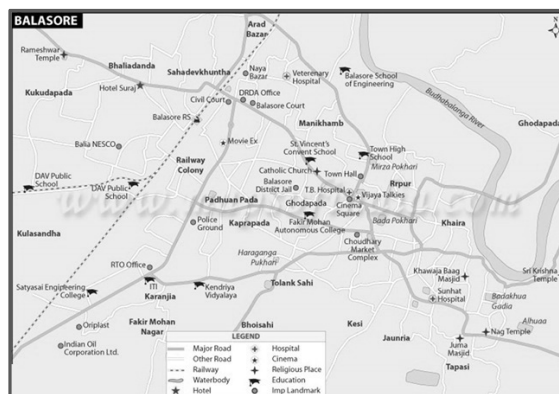 BALASORE
Arad
Bazar
N
Rameshwar
Temple
Bhaliadanda
Sahadevkhuntha
Naya
Bazar
Veterenary
Hospital
Balasore School
of Engineering
Budhabalanga River
Kukudapada
Hotel Suraj
DRDA Office
Civil Court
Balasore Court
Manikhamb
Ghodapada
Balasore RS
Balia NESCO
Movie Ex
St. Vincent's
Convent School
Town High
School
Mirza Pokhari
Railway
Colony
Catholic Church
Town Hall
Rrpur
DAV Public
School
DAV Public
School
Balasore
District Jail
T.B. Hospital
Vijaya Talkies
Padhuan Pada
Ghodapada
Cinema
Square
Bada Pokhari
Khaira
Kulasandha
Police
Ground
Kaprapada
Fakir Mohan
Autonomous College
Choudhary
Market
Complex
Haraganga
Pukhari
RTO Office
Khawaja Baag
Masjid
Sri Krishna
Temple
Satyasai Engineering
College
ITI
Karanjia
Kendriya
Vidyalaya
Tolank Sahi
Sunhat
Hospital
Badakhua
Gadia
Oriplast
Fakir Mohan
Nagar
Bhoisahi
Kesi
Jaunria
Alhuaa
Nag Temple
Indian Oil
Corporation Ltd.
Juma
Masjid
Tapasi
LEGEND
Major Road
Hospital
Other Road
Cinema
Railway
Religious Place
Waterbody
Education
Hotel
Imp Landmark